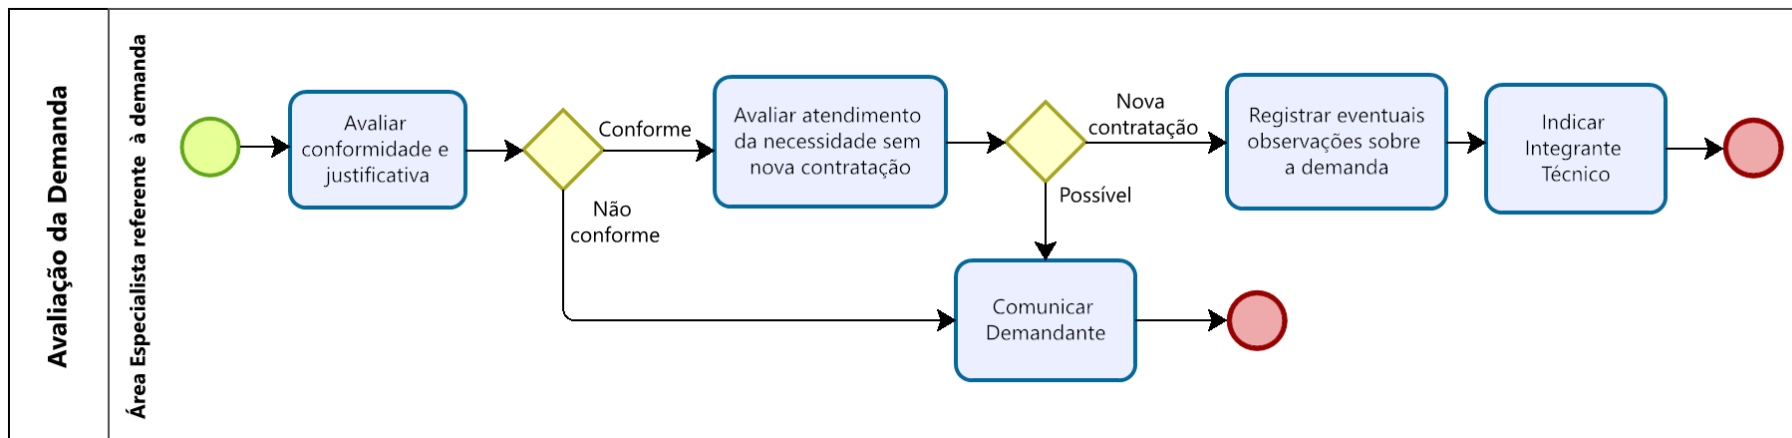 Avaliação da Demanda
Área Especialista referente à demanda
Avaliar
conformidade e
justificativa
Conforme
Não
conforme
Avaliar atendimento
da necessidade sem
nova contratação
Nova
contratação
Possível
Registrar eventuais
observações sobre
a demanda
Indicar
Integrante
Técnico
Comunicar
Demandante